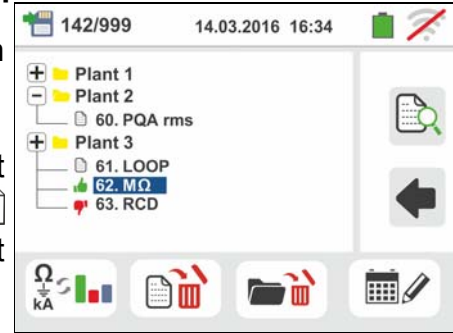 142/999 14.03.2016 16:34
Plant 1
Plant 2
60. PQA rms
Plant 3
61. LOOP
62. MΩ
63. RCD
Ω
kA